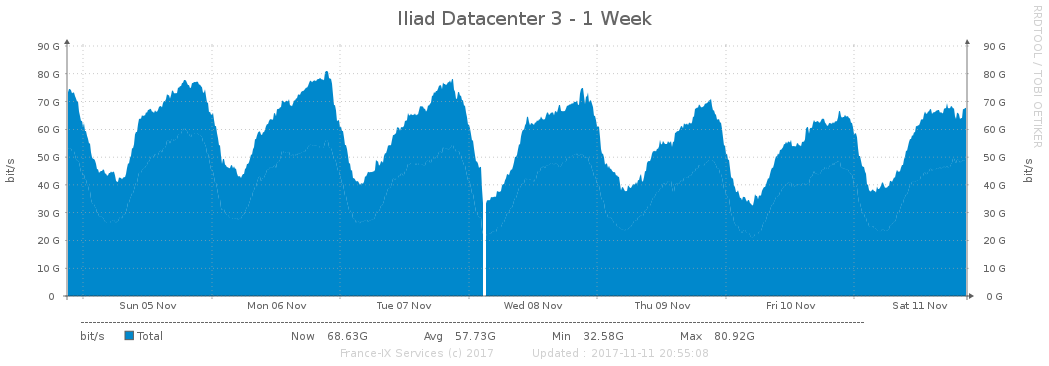 Iliad Datacenter 3 - 1 Week
RRDTOOL / TOBI OETIKER
bit/s
90 G 90 G
80 G 80 G
70 G 70 G
60 G 60 G
50 G 50 G
40 G 40 G
30 G 30 G
20 G 20 G
10 G 10 G
0 0 G
bit/s
Sun 05 Nov Mon 06 Nov Tue 07 Nov Wed 08 Nov Thu 09 Nov Fri 10 Nov Sat 11 Nov
bit/s Total Now 68.63G Avg 57.73G Min 32.58G Max 80.92G
France-IX Services (c) 2017 Updated : 2017-11-11 20:55:08